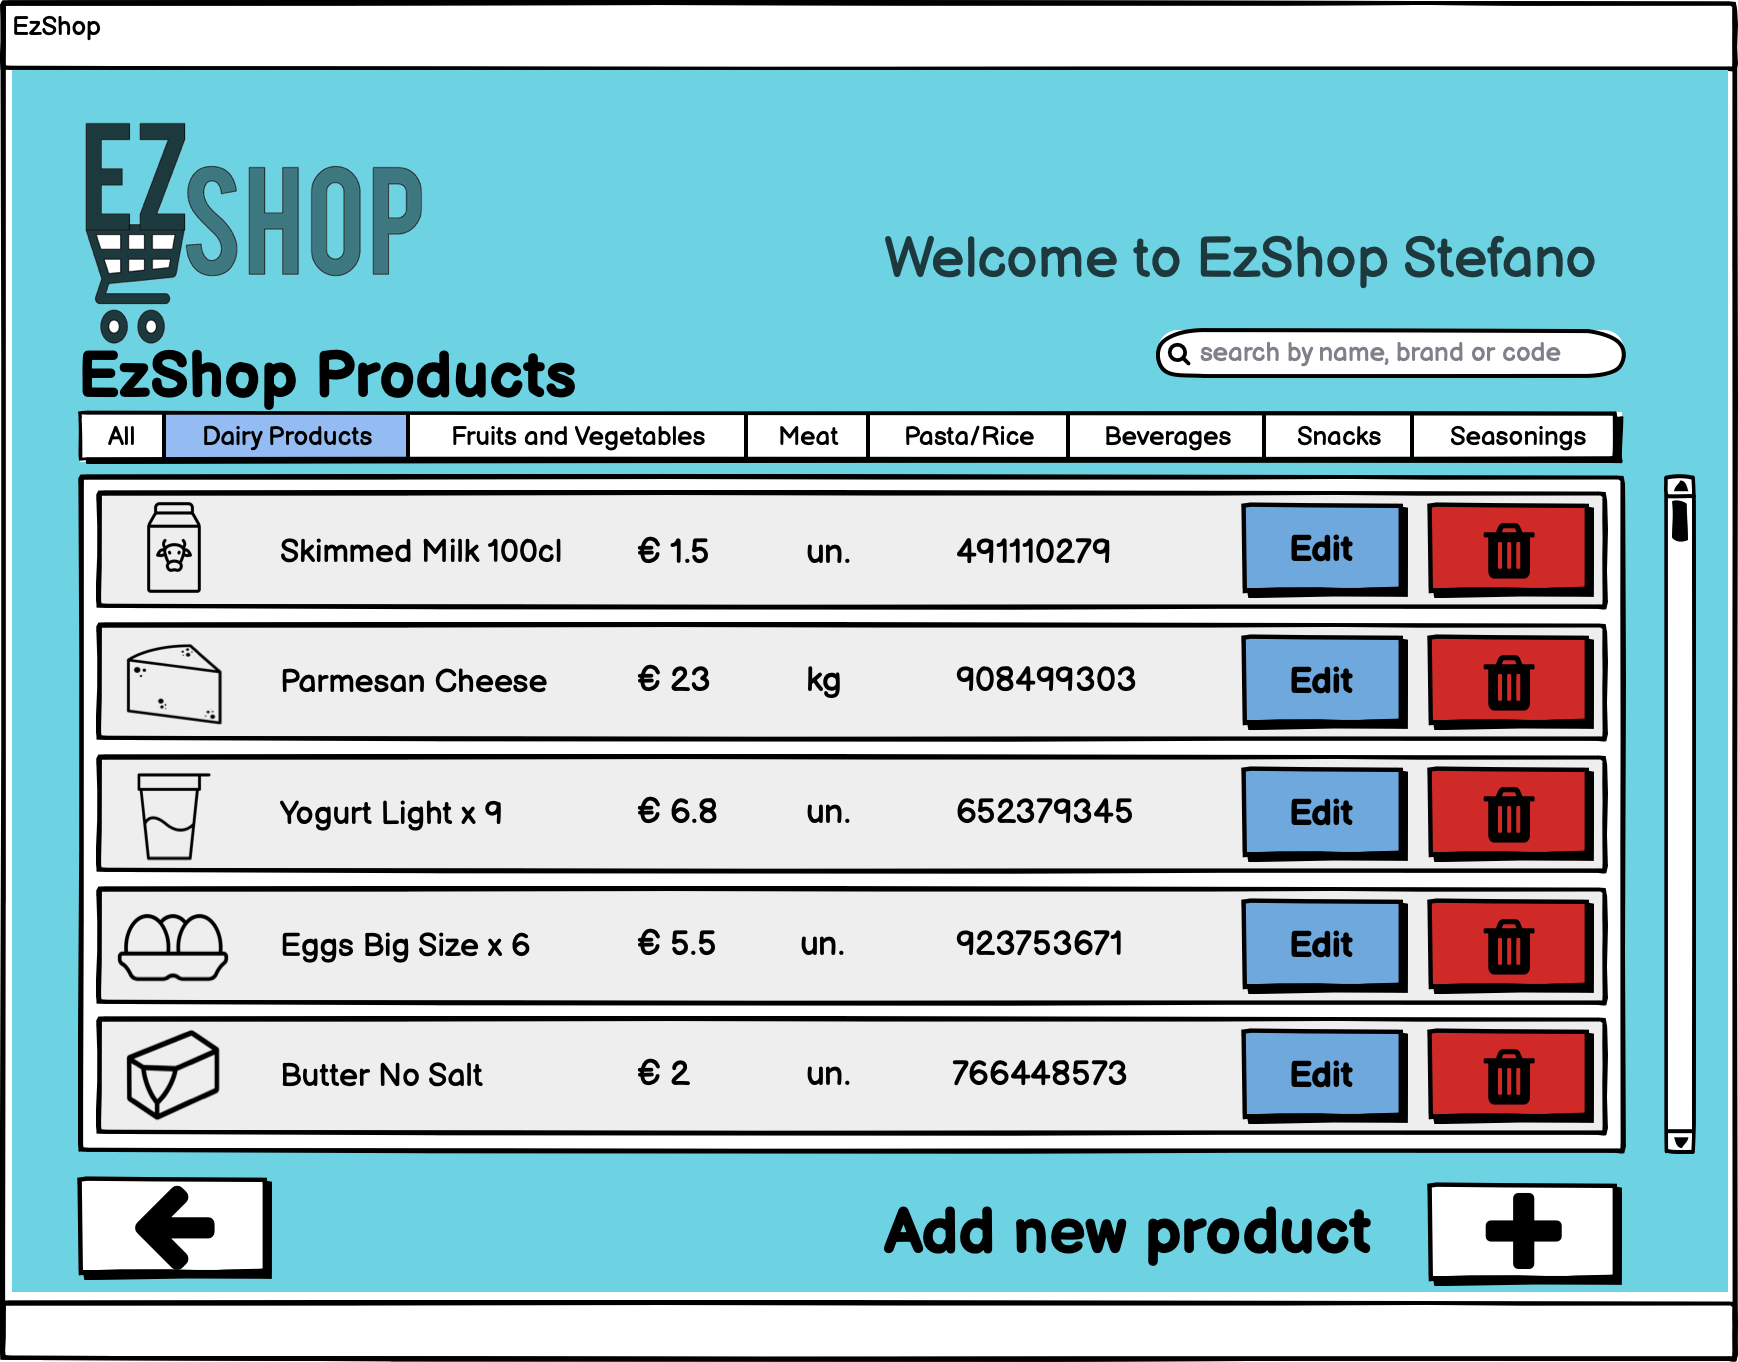 EzShop
EZSHOP
Welcome to EzShop Stefano
search by name, brand or code
EzShop Products
All Dairy Products Fruits and Vegetables Meat Pasta/Rice Beverages Snacks Seasonings
Skimmed Milk 100cl € 1.5 un. 491110279 Edit
Parmesan Cheese € 23 kg 908499303 Edit
Yogurt Light x 9 € 6.8 un. 652379345 Edit
Eggs Big Size x 6 € 5.5 un. 923753671 Edit
Butter No Salt € 2 un. 766448573 Edit
Add new product